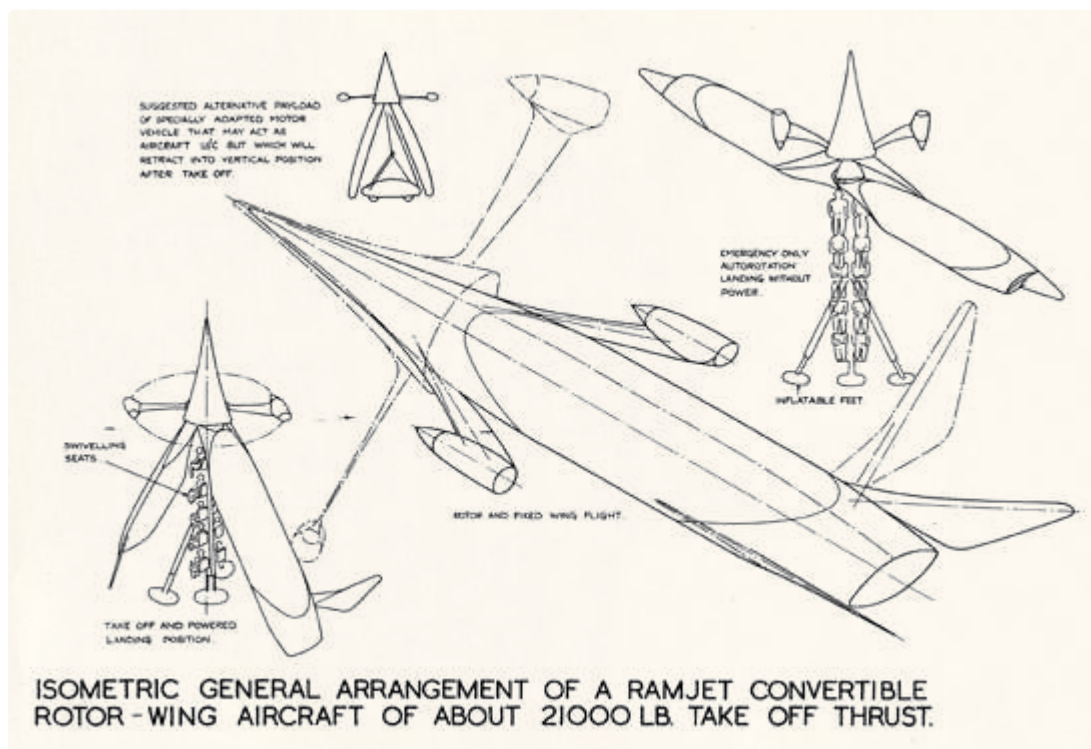 SUGGESTED ALTERNATIVE PAYLOAD
OF SPECIALLY ADAPTED MOTOR
VEHICLE THAT MAY ACT AS
AIRCRAFT U/C BUT WHICH WILL
RETRACT INTO VERTICAL POSITION
AFTER TAKE OFF.
EMERGENCY ONLY
AUTOROTATION
LANDING WITHOUT
POWER.
INFLATABLE FEET
SWIVELLING
SEATS
ROTOR AND FIXED WING FLIGHT.
TAKE OFF AND POWERED
LANDING POSITION.
ISOMETRIC GENERAL ARRANGEMENT OF A RAMJET CONVERTIBLE
ROTOR-WING AIRCRAFT OF ABOUT 21000 LB. TAKE OFF THRUST.